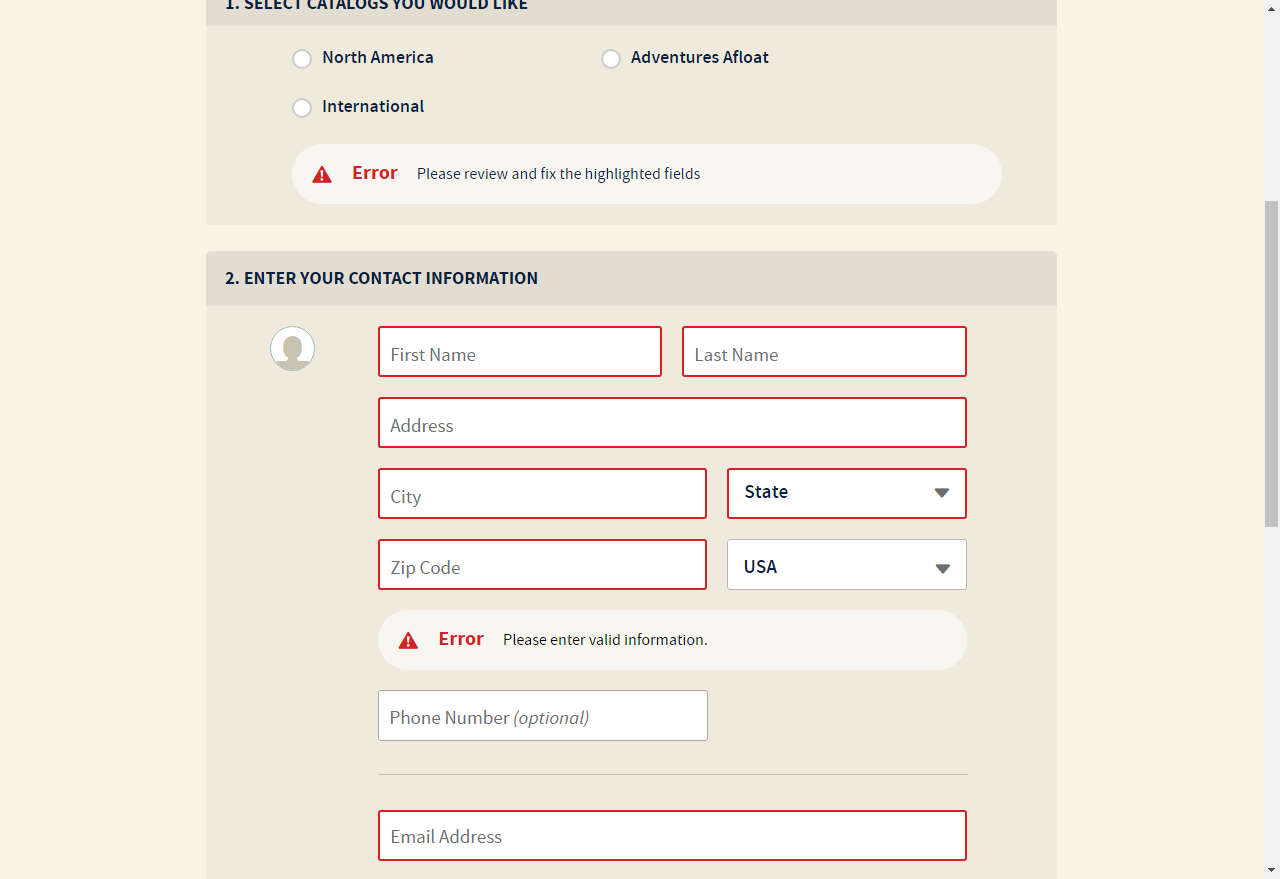 1. SELECT CATALOGS YOU WOULD LIKE
North America
Adventures Afloat
International
Error Please review and fix the highlighted fields
2. ENTER YOUR CONTACT INFORMATION
First Name
Last Name
Address
City
State
Zip Code
USA
Error Please enter valid information.
Phone Number (optional)
Email Address